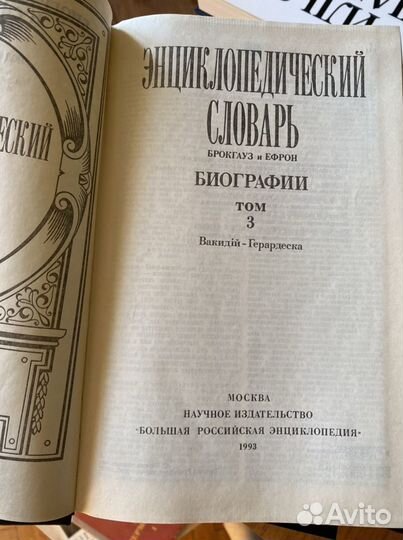 ЭНЦИКЛОПЕДИЧЕСКИЙ
СЛОВАРЬ
БРОКГАУЗ и ЕФРОН
БИОГРАФИИ
том
3
Вакидій - Герардеска
МОСКВА
НАУЧНОЕ ИЗДАТЕЛЬСТВО
"БОЛЬШАЯ РОССИЙСКАЯ ЭНЦИКЛОПЕДИЯ"
1993
ЕСКИЙ
Avito